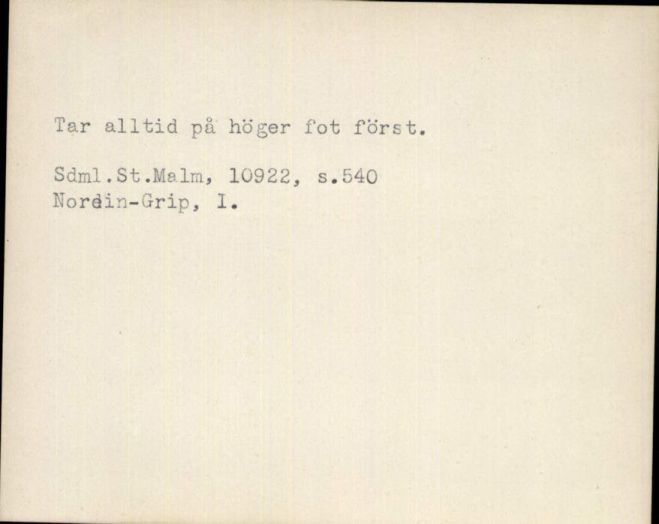 Tar alltid på höger fot först.
Sdml.St.Malm, 10922, s.540
Nordin-Grip, I.